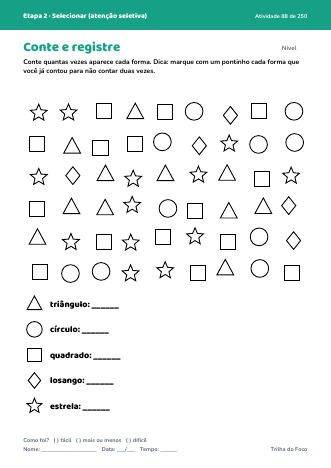 Etapa 2 · Selecionar (atenção seletiva)
Atividade 88 de 250
Conte e registre
Nível
Conte quantas vezes aparece cada forma. Dica: marque com um pontinho cada forma que
você já contou para não contar duas vezes.
triângulo: ______
círculo: ______
quadrado: ______
losango: ______
estrela: ______
Como foi? ( ) fácil ( ) mais ou menos ( ) difícil
Nome: ____________________ Data: ___/___ Tempo: ______
Trilha do Foco